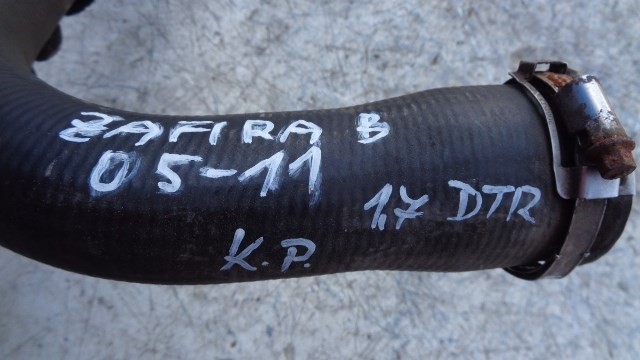 ZAFIRA B
05-11
1,7 DTR
K.P.